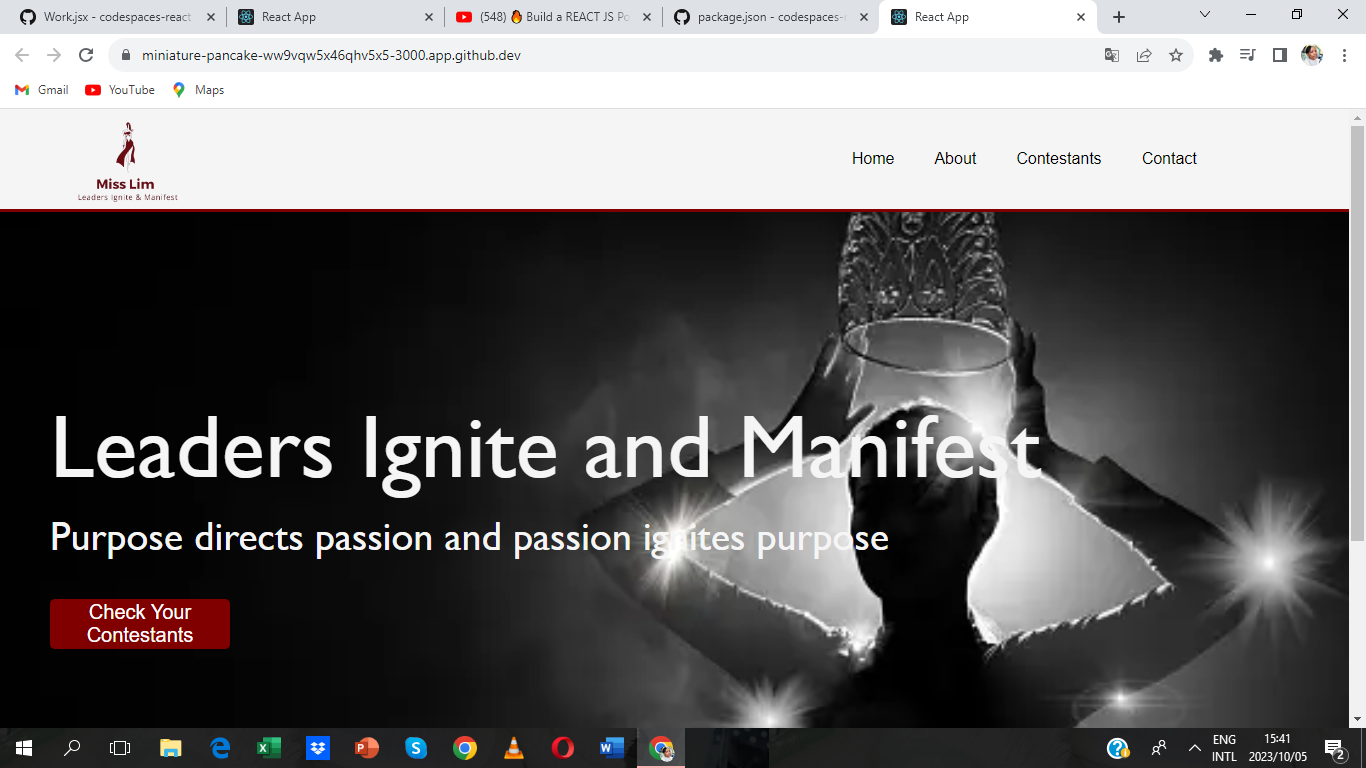 Work.jsx - codespaces-react
React App
(548) 🔥 Build a REACT JS Po
package.json - codespaces-r
React App
miniature-pancake-ww9vqw5x46qhv5x5-3000.app.github.dev
Gmail
YouTube
Maps
Miss Lim
Leaders Ignite & Manifest
Home
About
Contestants
Contact
Leaders Ignite and Manifest
Purpose directs passion and passion ignites purpose
Check Your
Contestants
ENG
INTL
15:41
2023/10/05
2